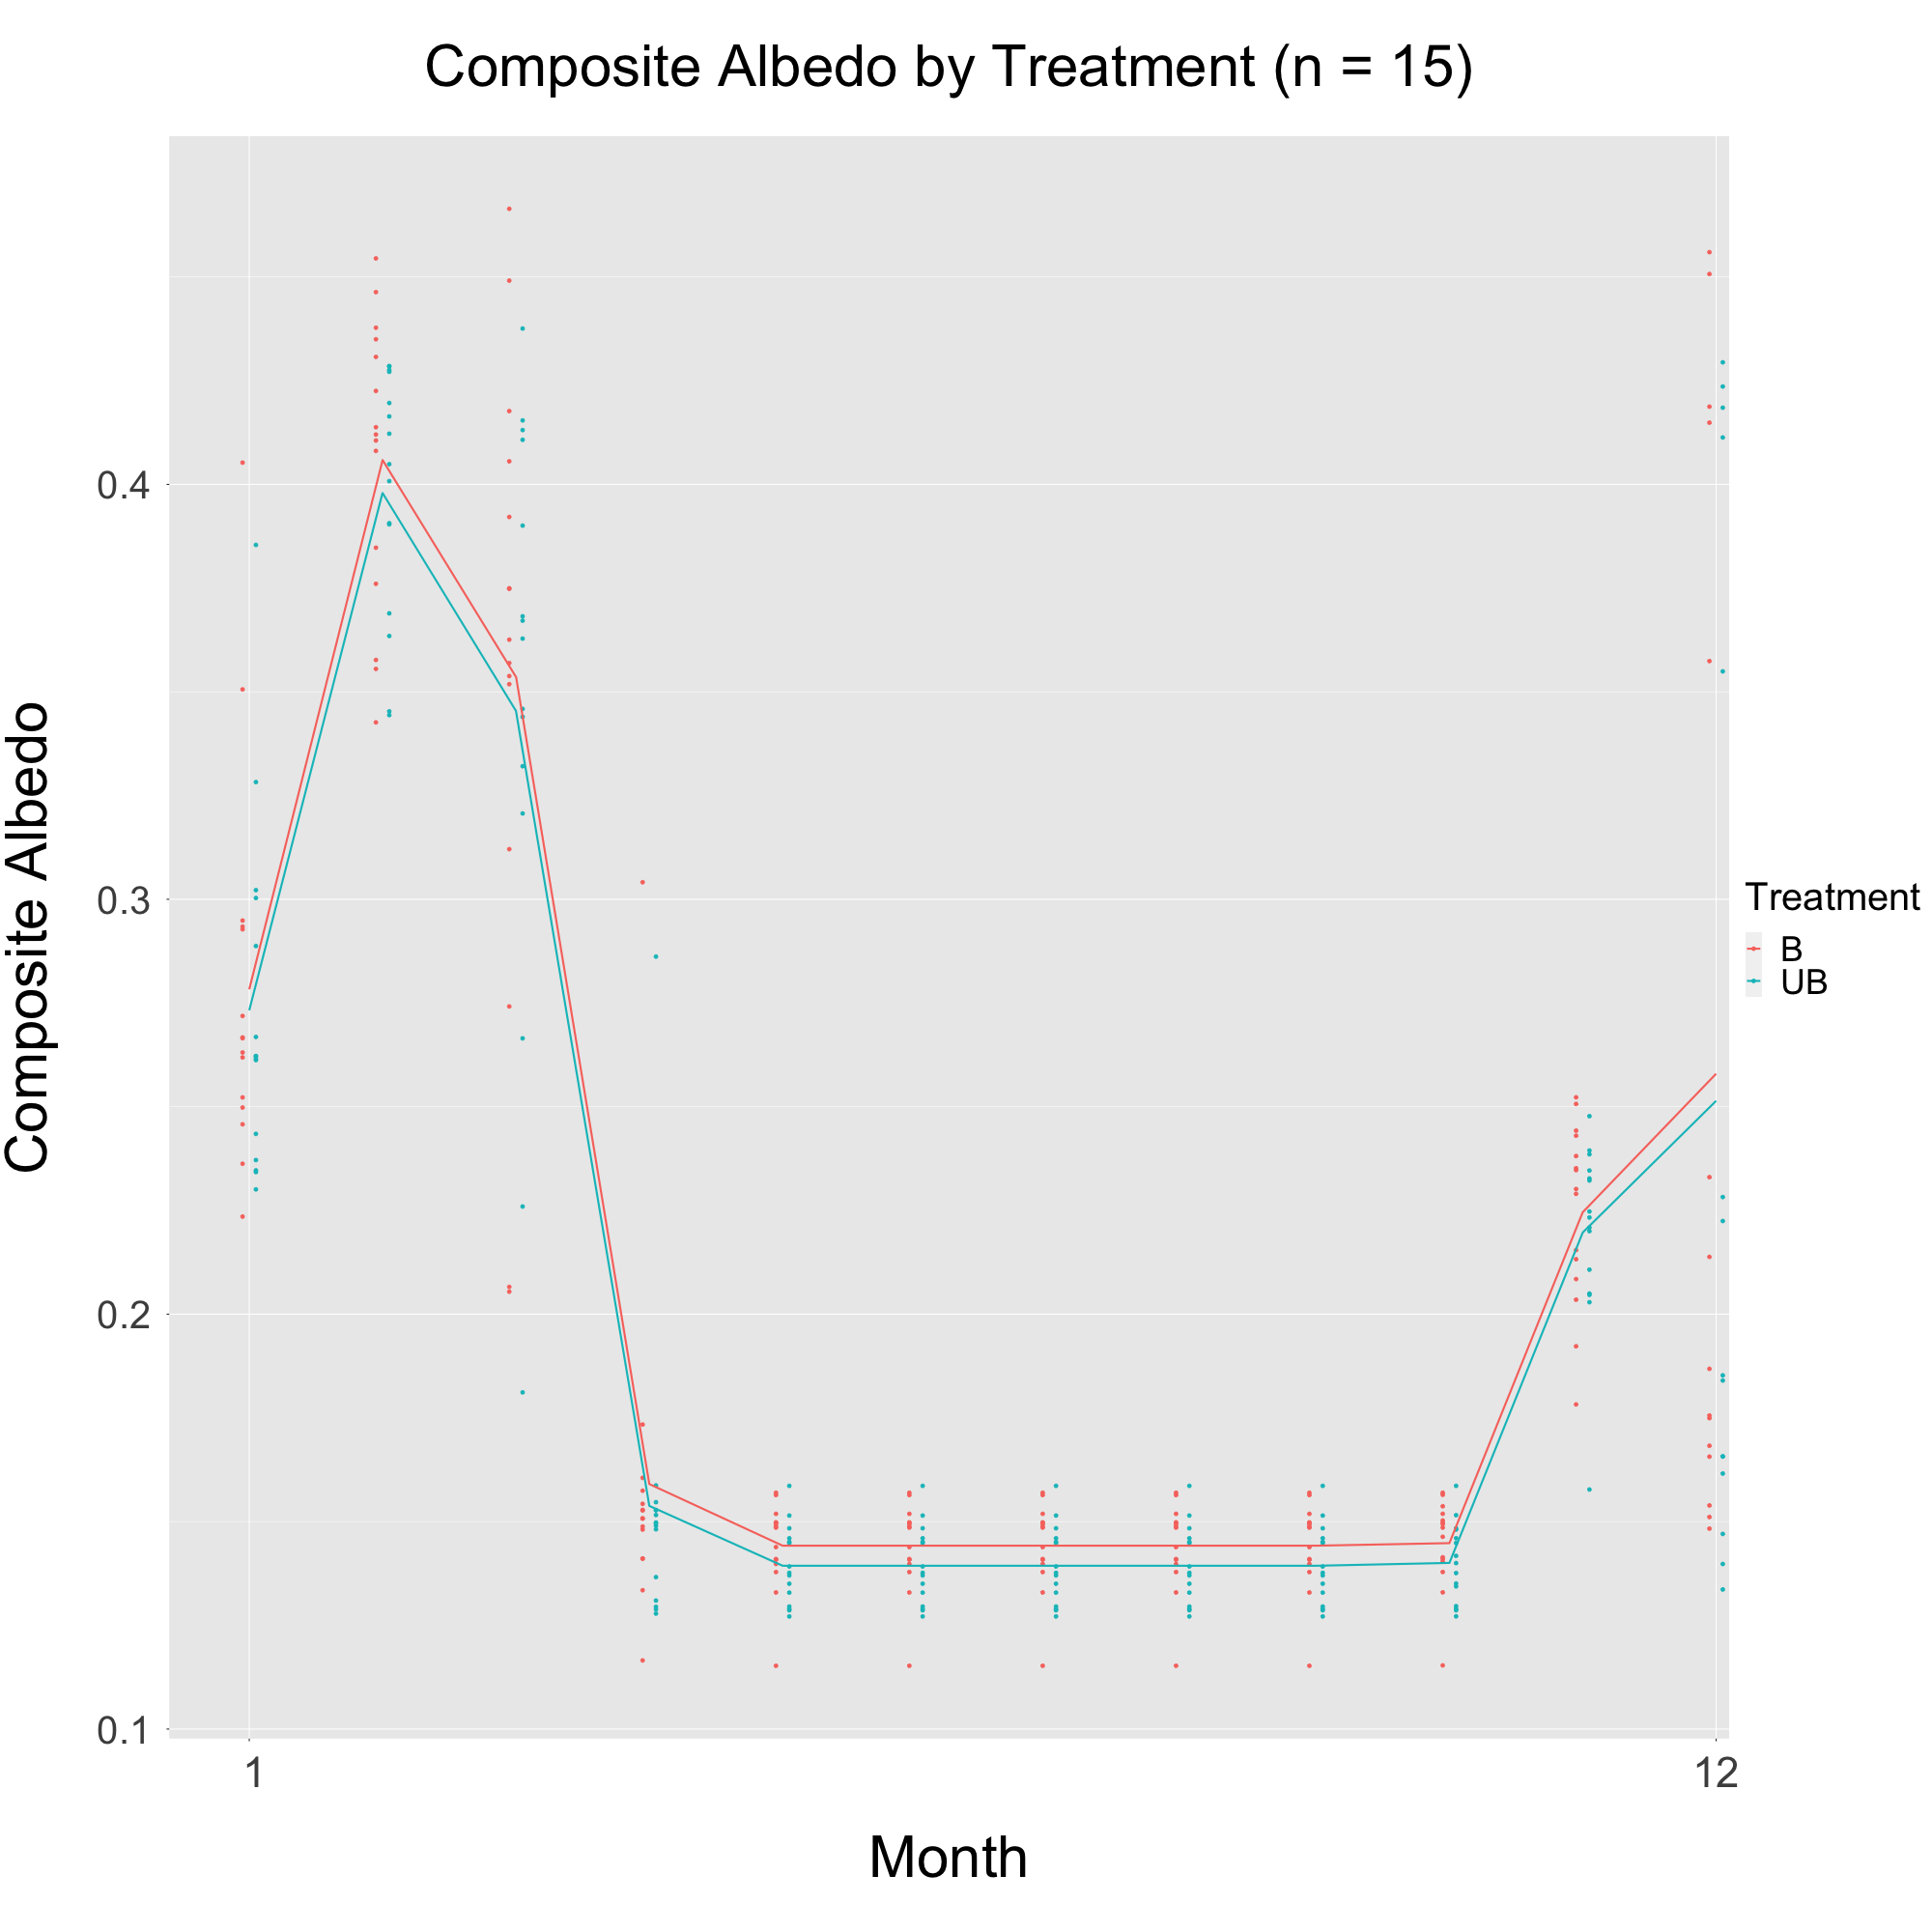 Composite Albedo by Treatment (n = 15)
Composite Albedo
0.4
0.3
0.2
0.1
1
12
Month
Treatment
B
UB